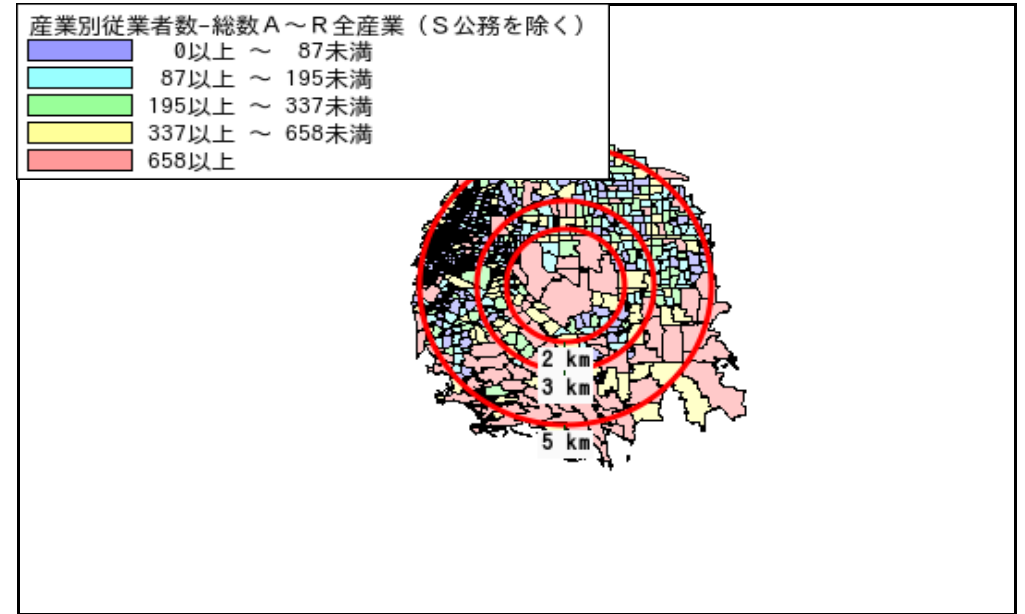 産業別従業者数-総数A～R全産業（S公務を除く）
0以上 ～ 87未満
87以上 ～ 195未満
195以上 ～ 337未満
337以上 ～ 658未満
658以上
2 km
3 km
5 km